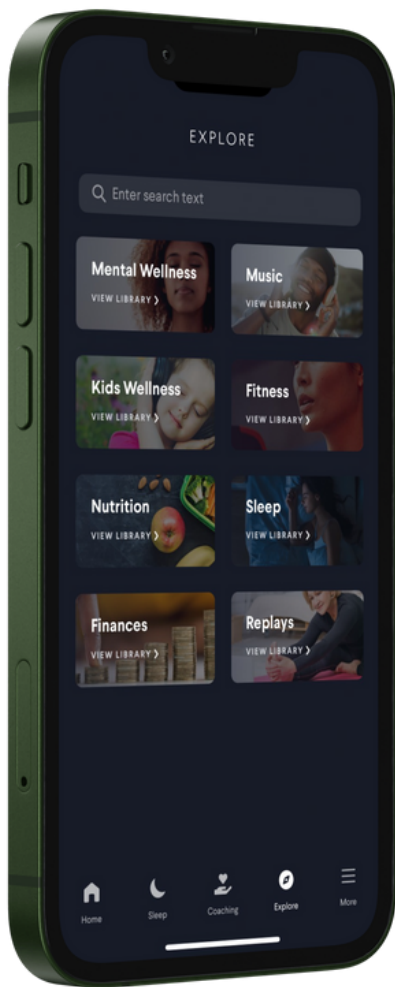 EXPLORE
Enter search text
Mental Wellness
VIEW LIBRARY ❯
Music
VIEW LIBRARY ❯
Kids Wellness
VIEW LIBRARY ❯
Fitness
VIEW LIBRARY ❯
Nutrition
VIEW LIBRARY ❯
Sleep
VIEW LIBRARY ❯
Finances
VIEW LIBRARY ❯
Replays
VIEW LIBRARY ❯
Home
Sleep
Coaching
Explore
More